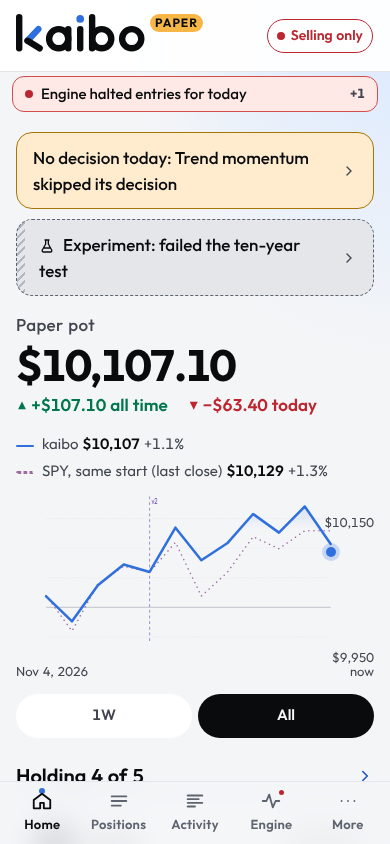 kaibo PAPER
Selling only
Engine halted entries for today +1
No decision today: Trend momentum
skipped its decision
Experiment: failed the ten-year
test
Paper pot
$10,107.10
▲ +$107.10 all time ▼ −$63.40 today
kaibo $10,107 +1.1%
SPY, same start (last close) $10,129 +1.3%
v2
$10,150
$9,950
Nov 4, 2026 now
1W All
Holding 4 of 5
Home Positions Activity Engine More